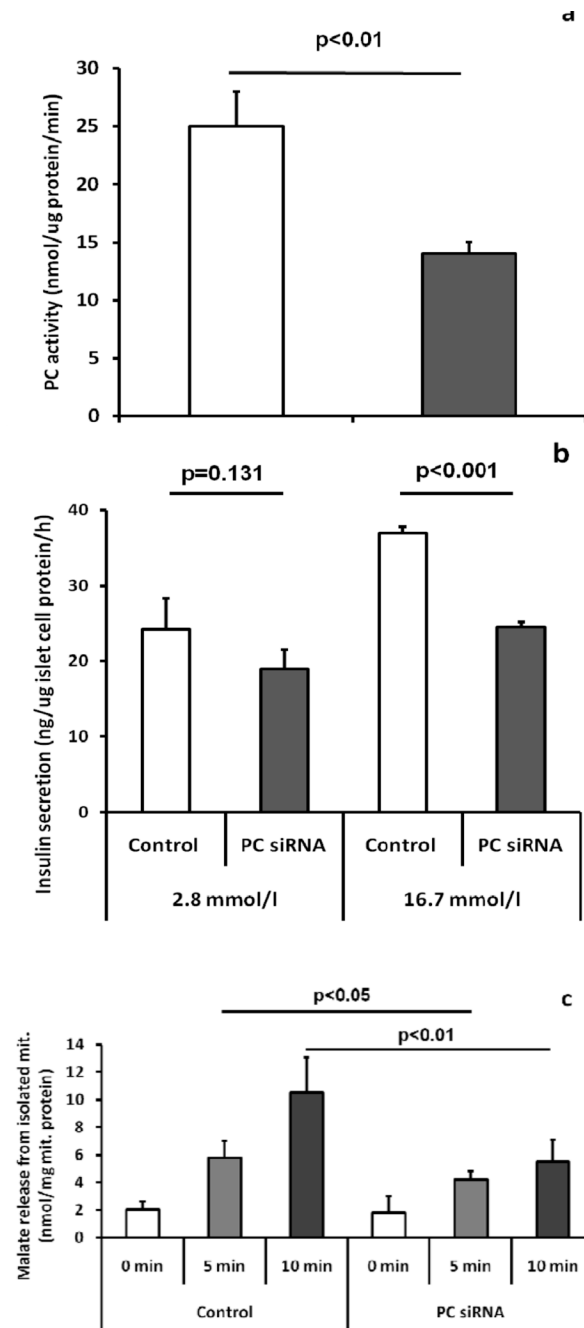 a
p<0.01
PC activity (nmol/ug protein/min)
30
25
20
15
10
5
0
b
p=0.131
p<0.001
Insulin secretion (ng/ug islet cell protein/h)
40
30
20
10
0
Control
PC siRNA
Control
PC siRNA
2.8 mmol/l
16.7 mmol/l
c
p<0.05
p<0.01
Malate release from isolated mit.
(nmol/mg mit. protein)
14
12
10
8
6
4
2
0
0 min
5 min
10 min
0 min
5 min
10 min
Control
PC siRNA